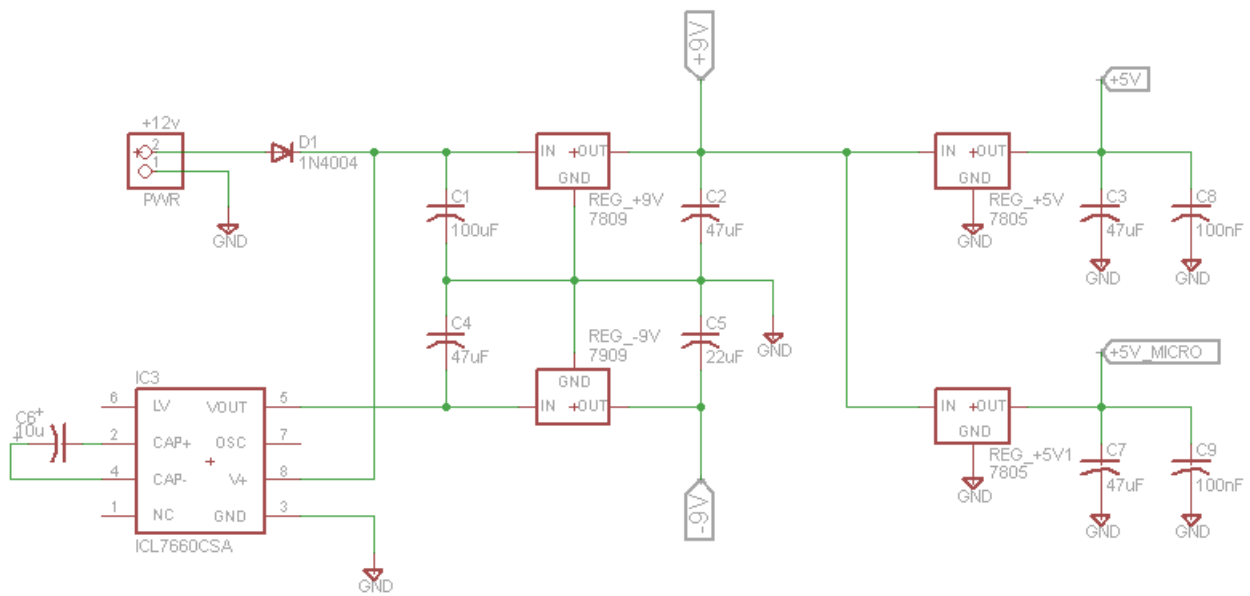 +9V
+5V
+12v
2
1
PWR
D1
1N4004
GND
IN
+OUT
GND
REG_+9V
7809
C1
100uF
C2
47uF
IN
+OUT
GND
REG_+5V
7805
GND
C3
47uF
GND
C8
100nF
GND
C4
47uF
REG_-9V
7909
GND
IN
+OUT
C5
22uF
GND
+5V_MICRO
IC3
6
LV
VOUT
5
C6
+
10u
+
2
CAP+
OSC
7
4
CAP-
+
V+
8
1
NC
GND
3
ICL7660CSA
GND
-9V
IN
+OUT
GND
REG_+5V1
7805
GND
C7
47uF
GND
C9
100nF
GND